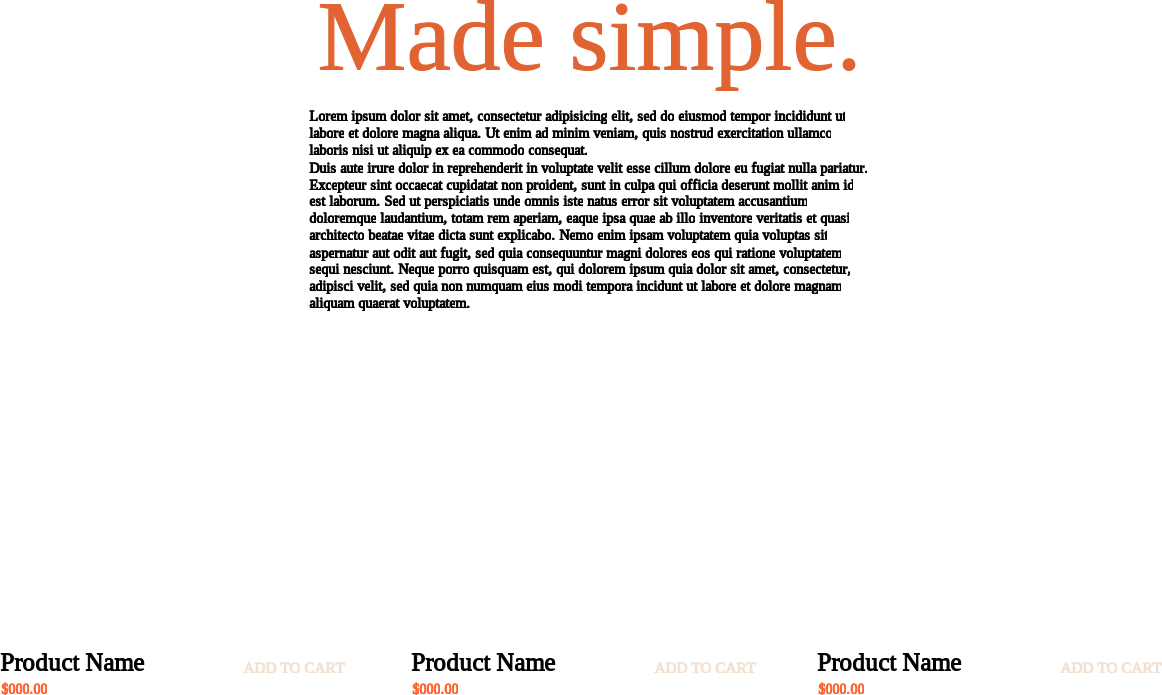 Made simple.
Lorem ipsum dolor sit amet, consectetur adipisicing elit, sed do eiusmod tempor incididunt ut
labore et dolore magna aliqua. Ut enim ad minim veniam, quis nostrud exercitation ullamco
laboris nisi ut aliquip ex ea commodo consequat.
Duis aute irure dolor in reprehenderit in voluptate velit esse cillum dolore eu fugiat nulla pariatur.
Excepteur sint occaecat cupidatat non proident, sunt in culpa qui officia deserunt mollit anim id
est laborum. Sed ut perspiciatis unde omnis iste natus error sit voluptatem accusantium
doloremque laudantium, totam rem aperiam, eaque ipsa quae ab illo inventore veritatis et quasi
architecto beatae vitae dicta sunt explicabo. Nemo enim ipsam voluptatem quia voluptas sit
aspernatur aut odit aut fugit, sed quia consequuntur magni dolores eos qui ratione voluptatem
sequi nesciunt. Neque porro quisquam est, qui dolorem ipsum quia dolor sit amet, consectetur,
adipisci velit, sed quia non numquam eius modi tempora incidunt ut labore et dolore magnam
aliquam quaerat voluptatem.
Product Name ADD TO CART Product Name ADD TO CART Product Name ADD TO CART
$000.00 $000.00 $000.00